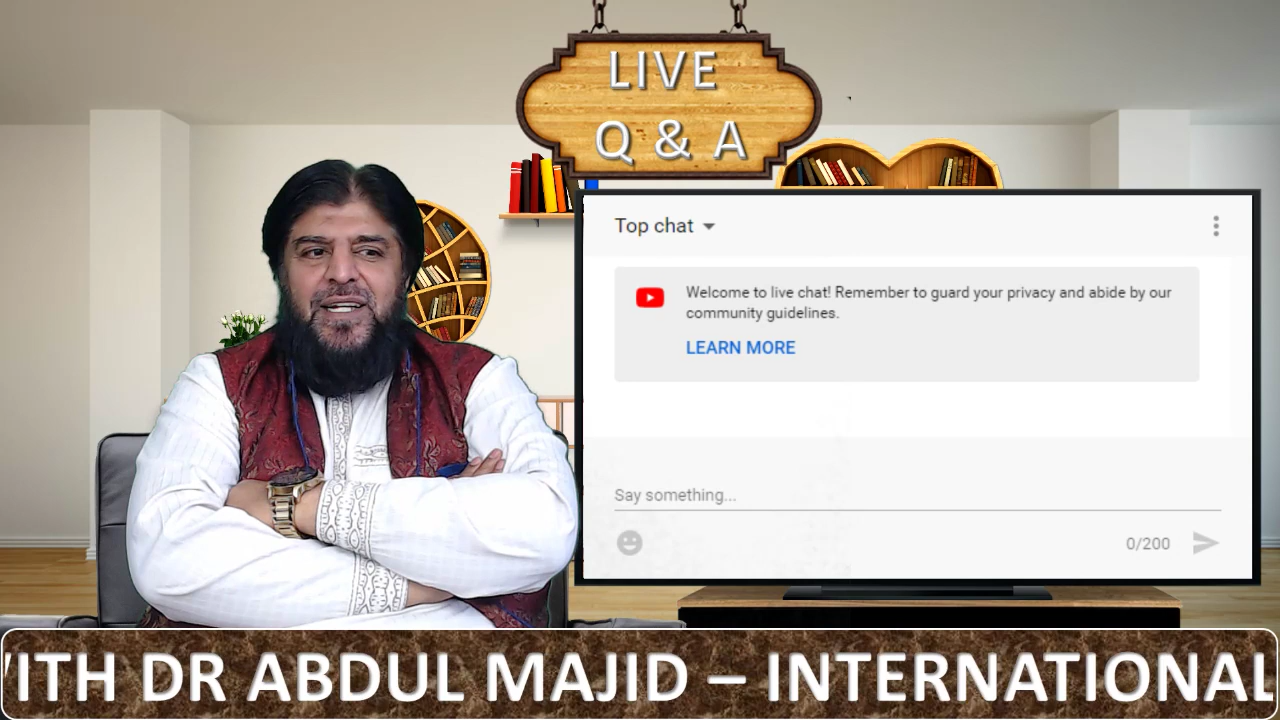 LIVE
Q & A
Top chat
Welcome to live chat! Remember to guard your privacy and abide by our
community guidelines.
LEARN MORE
Say something...
0/200
WITH DR ABDUL MAJID – INTERNATIONAL